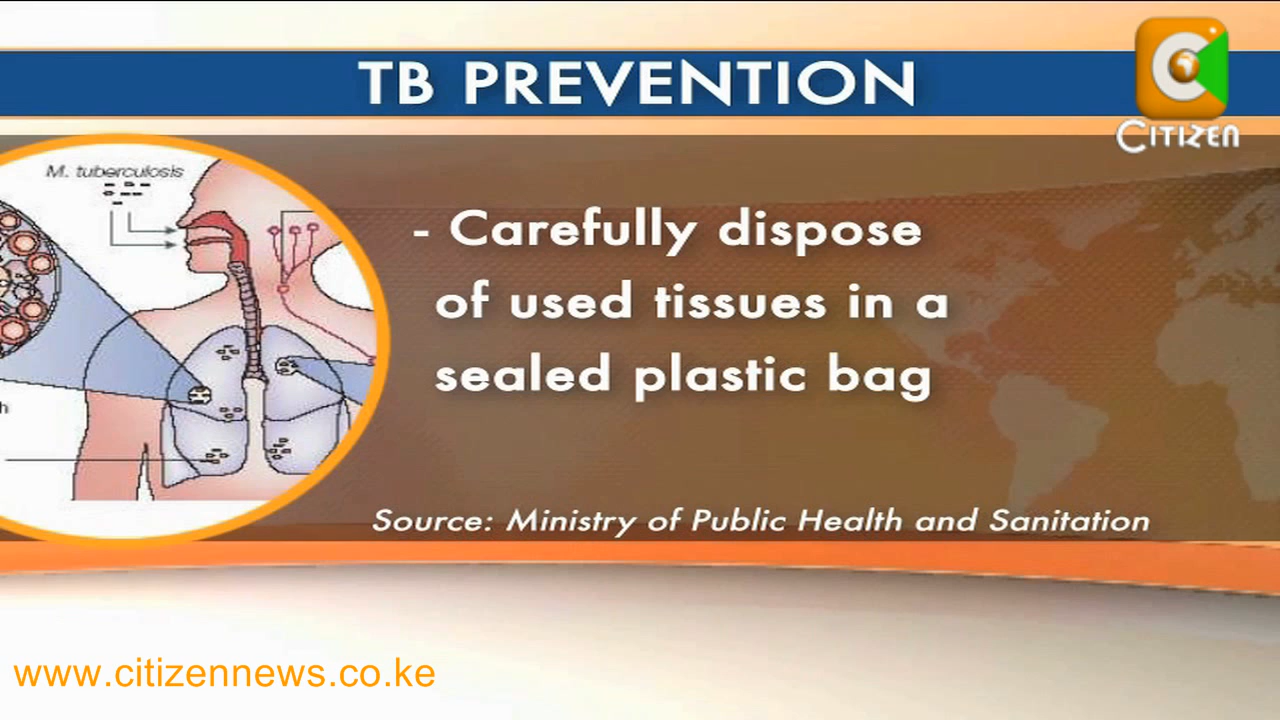 TB PREVENTION
CITIZEN
M. tuberculosis
- Carefully dispose
of used tissues in a
sealed plastic bag
h
Source: Ministry of Public Health and Sanitation
www.citizennews.co.ke